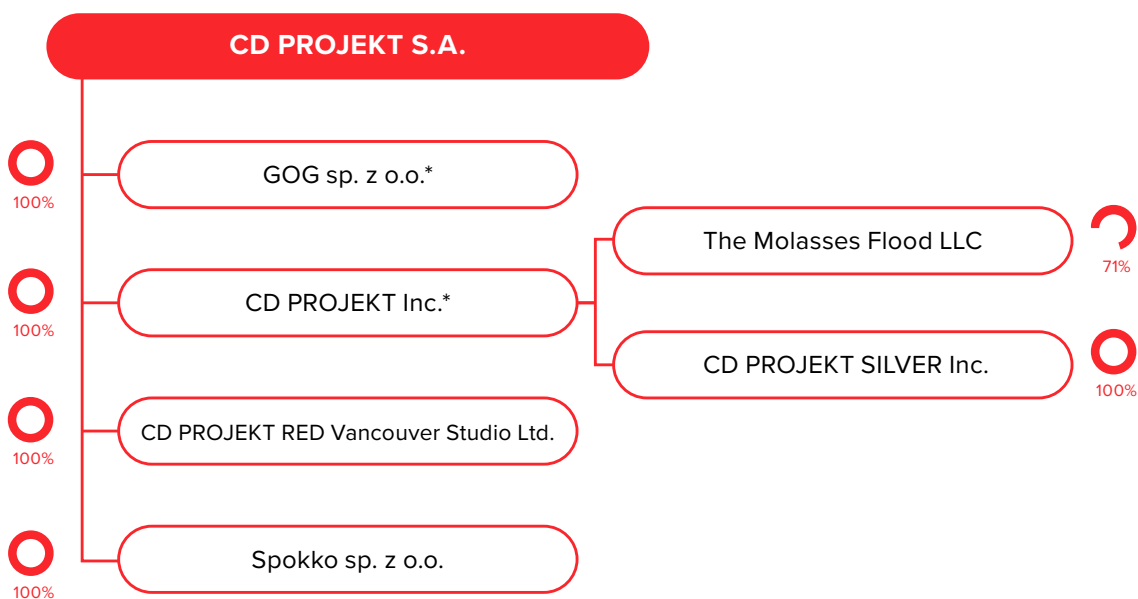 CD PROJEKT S.A.
GOG sp. z o.o.*
100%
The Molasses Flood LLC
71%
CD PROJEKT Inc.*
100%
CD PROJEKT SILVER Inc.
100%
CD PROJEKT RED Vancouver Studio Ltd.
100%
Spokko sp. z o.o.
100%